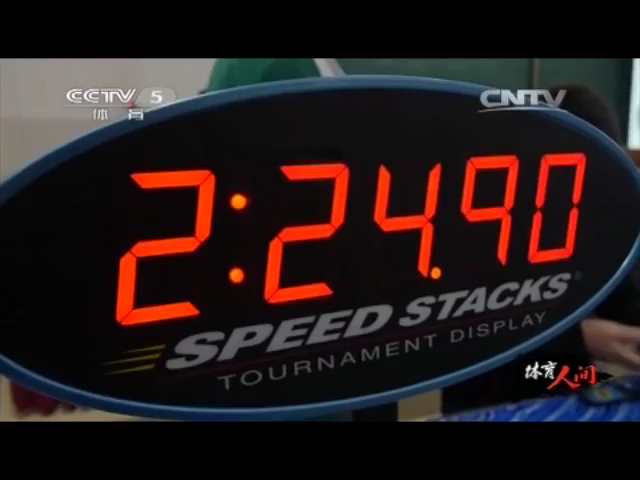 CCTV 5
体育
CNTV
2:24.90
SPEED STACKS
TOURNAMENT DISPLAY
体育人间